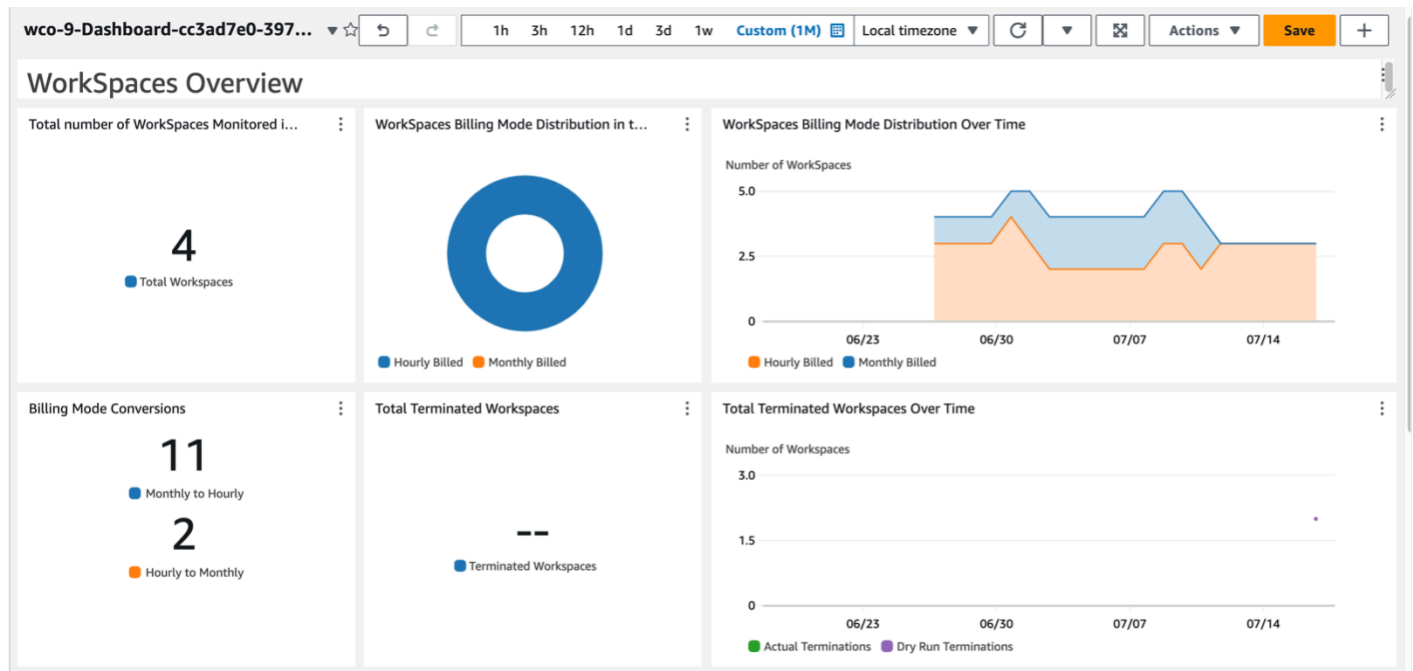 wco-9-Dashboard-cc3ad7e0-397...
1h 3h 12h 1d 3d 1w Custom (1M) Local timezone Actions Save
WorkSpaces Overview
Total number of WorkSpaces Monitored i...
4
Total Workspaces
WorkSpaces Billing Mode Distribution in t...
Hourly Billed Monthly Billed
WorkSpaces Billing Mode Distribution Over Time
Number of WorkSpaces
5.0
2.5
0
06/23 06/30 07/07 07/14
Hourly Billed Monthly Billed
Billing Mode Conversions
11
Monthly to Hourly
2
Hourly to Monthly
Total Terminated Workspaces
--
Terminated Workspaces
Total Terminated Workspaces Over Time
Number of Workspaces
3.0
1.5
0
06/23 06/30 07/07 07/14
Actual Terminations Dry Run Terminations